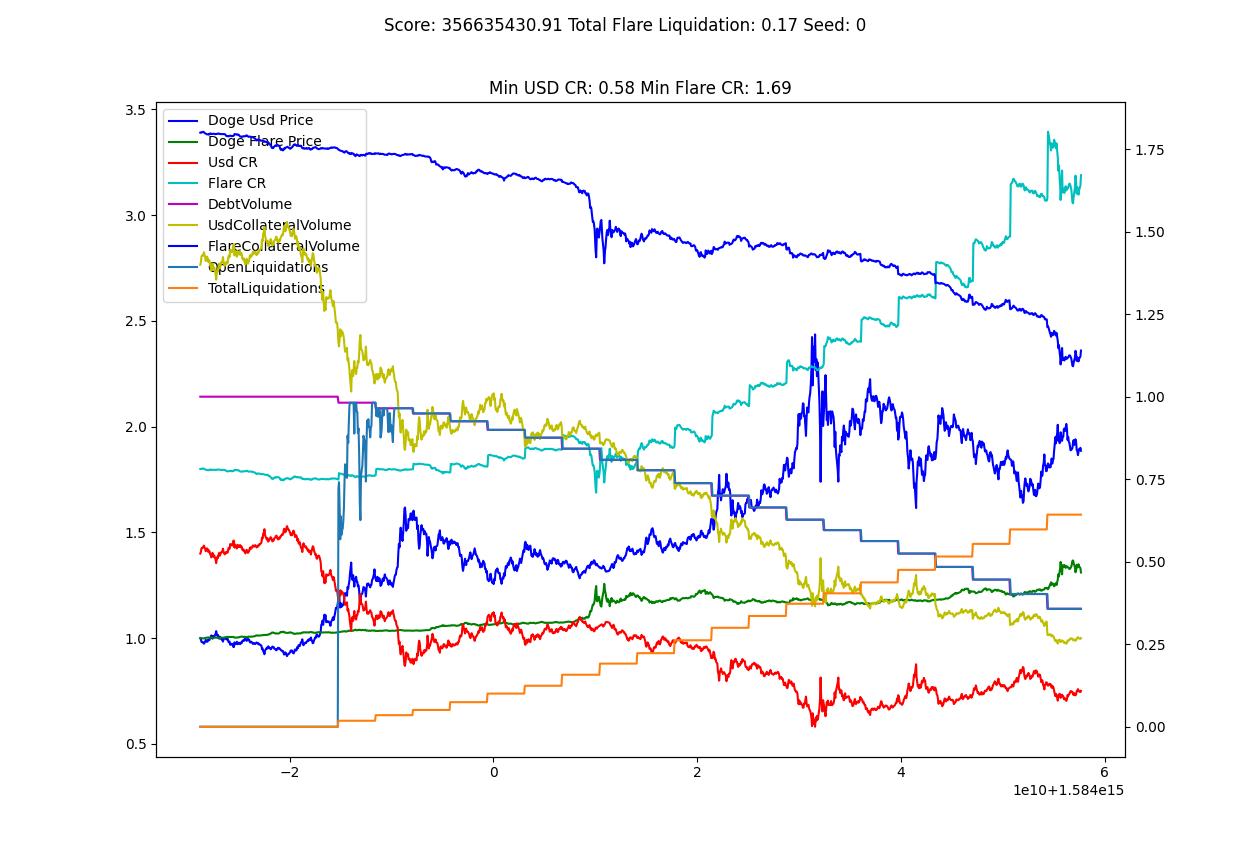 Score: 356635430.91 Total Flare Liquidation: 0.17 Seed: 0
Min USD CR: 0.58 Min Flare CR: 1.69
3.5
3.0
2.5
2.0
1.5
1.0
0.5
Doge Usd Price
Doge Flare Price
Usd CR
Flare CR
DebtVolume
UsdCollateralVolume
FlareCollateralVolume
OpenLiquidations
TotalLiquidations
1.75
1.50
1.25
1.00
0.75
0.50
0.25
0.00
−2 0 2 4 6
1e10+1.584e15